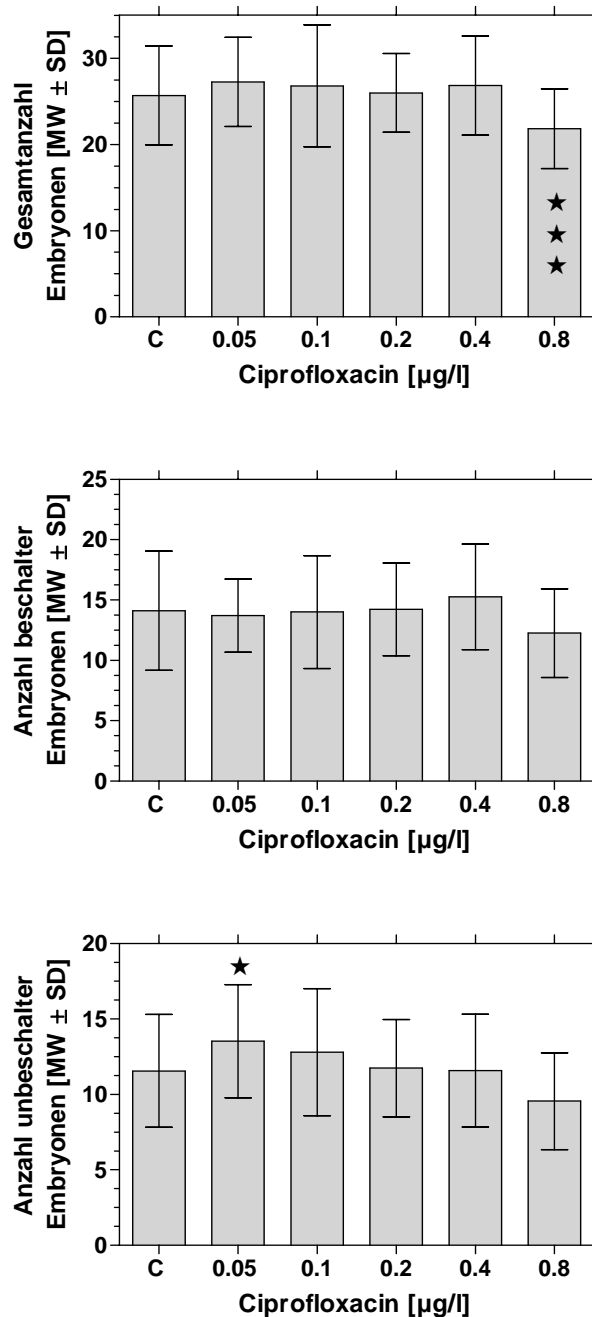 Gesamtanzahl
Embryonen [MW ± SD]
30
20
10
0
C 0.05 0.1 0.2 0.4 0.8
Ciprofloxacin [µg/l]
Anzahl beschalter
Embryonen [MW ± SD]
25
20
15
10
5
0
C 0.05 0.1 0.2 0.4 0.8
Ciprofloxacin [µg/l]
Anzahl unbeschalter
Embryonen [MW ± SD]
20
15
10
5
0
C 0.05 0.1 0.2 0.4 0.8
Ciprofloxacin [µg/l]